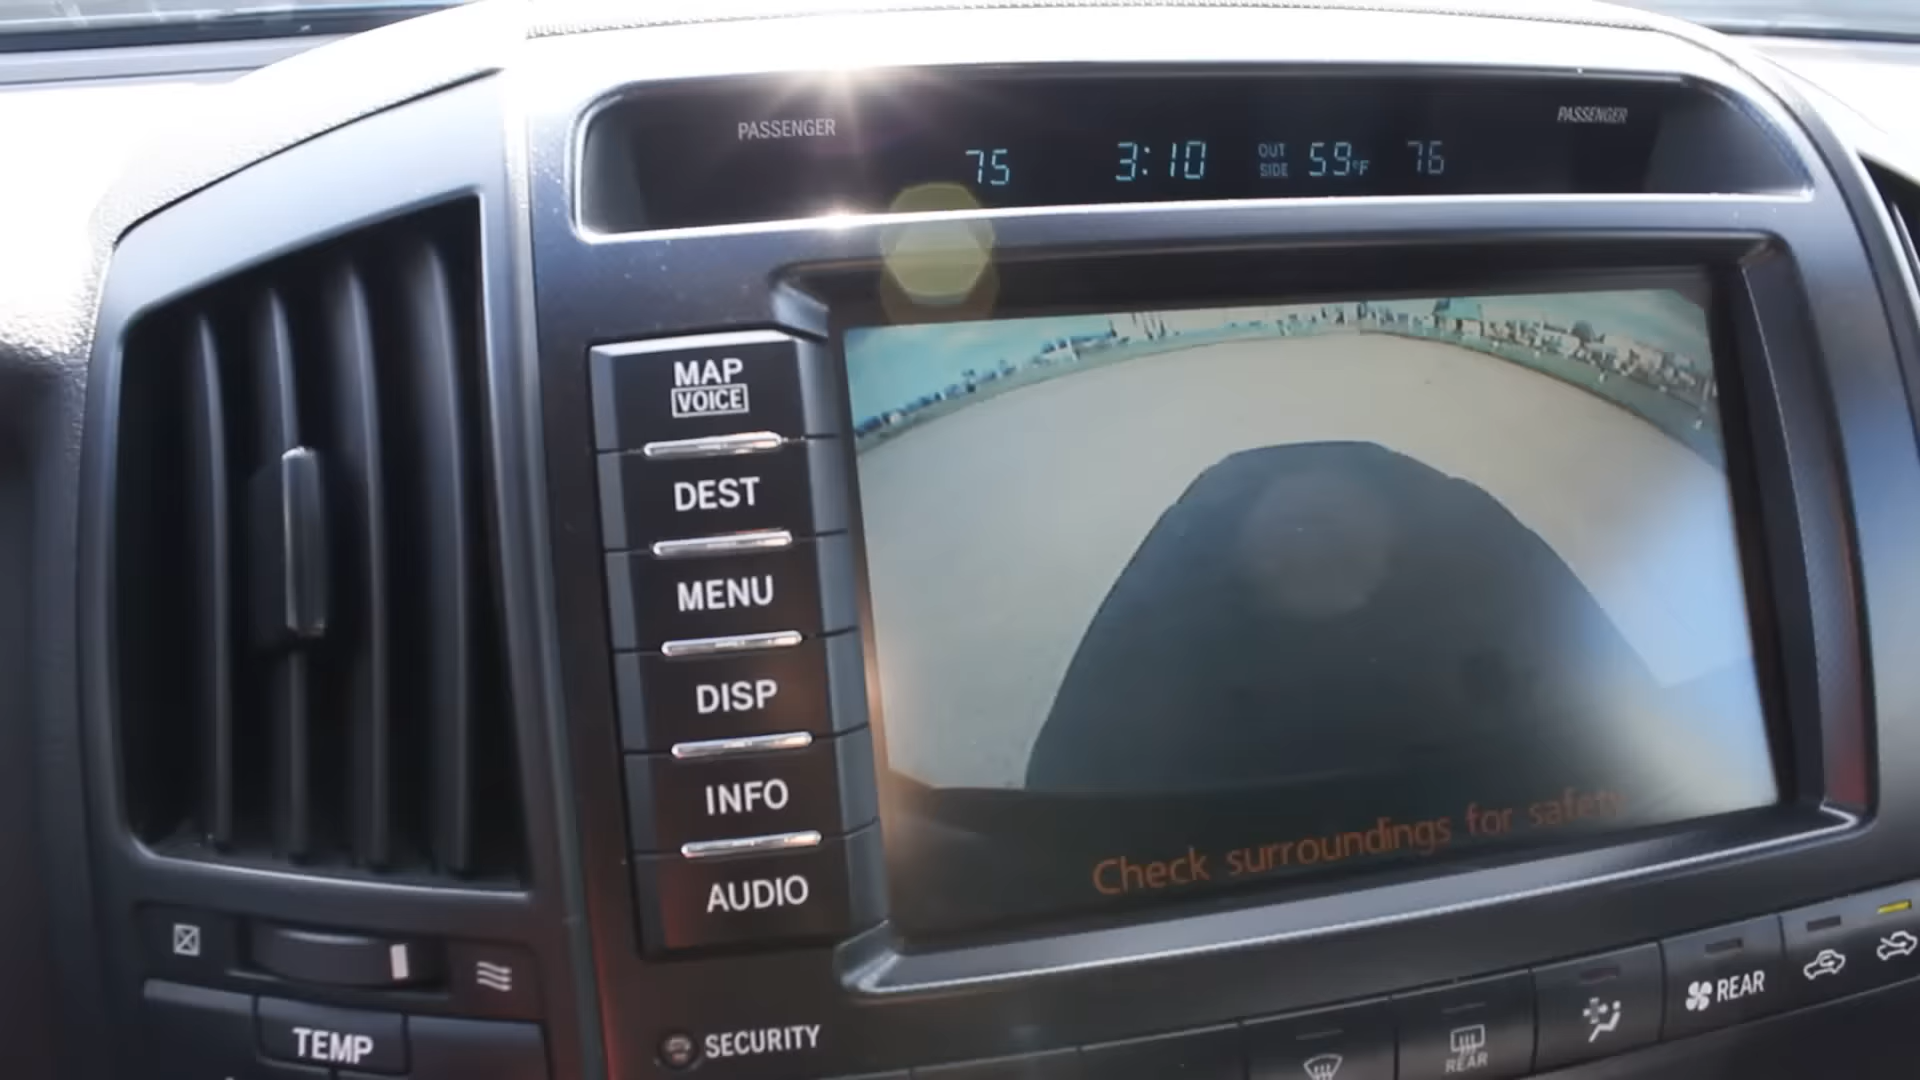 PASSENGER
PASSENGER
75 3:10 OUT SIDE 59°F 76
MAP
VOICE
DEST
MENU
DISP
INFO
AUDIO
Check surroundings for safety
SECURITY
TEMP
REAR
REAR